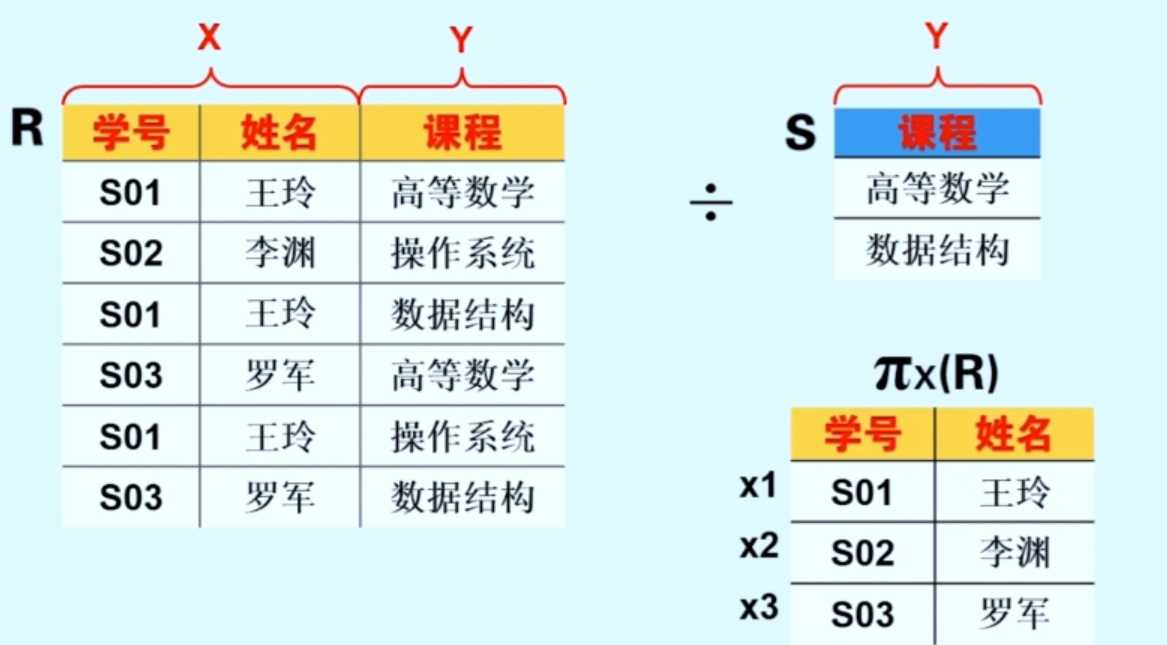 X Y
R 学号 姓名 课程
S01 王玲 高等数学
S02 李渊 操作系统
S01 王玲 数据结构
S03 罗军 高等数学
S01 王玲 操作系统
S03 罗军 数据结构
÷
Y
S 课程
高等数学
数据结构
πx(R)
学号 姓名
x1 S01 王玲
x2 S02 李渊
x3 S03 罗军